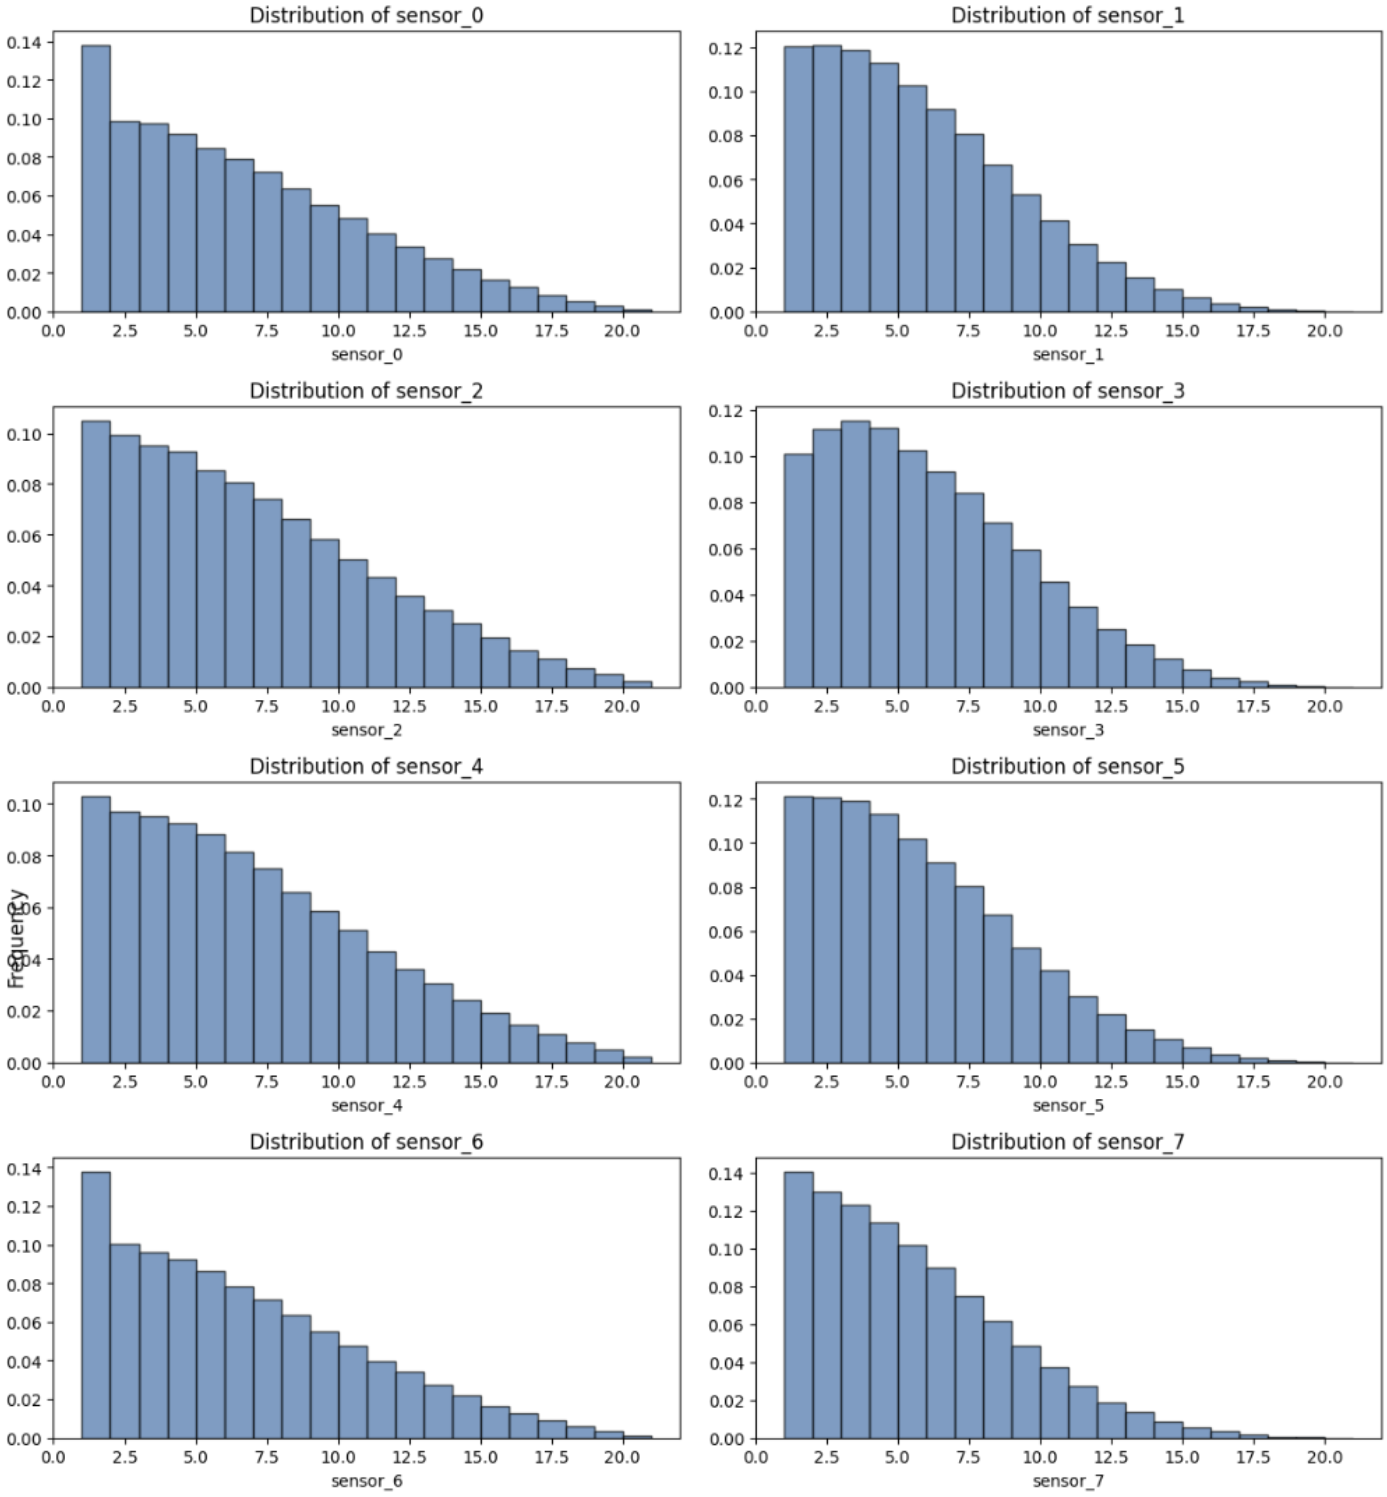 Distribution of sensor_0
0.14
0.12
0.10
0.08
0.06
0.04
0.02
0.00
0.0 2.5 5.0 7.5 10.0 12.5 15.0 17.5 20.0
sensor_0
Distribution of sensor_1
0.12
0.10
0.08
0.06
0.04
0.02
0.00
0.0 2.5 5.0 7.5 10.0 12.5 15.0 17.5 20.0
sensor_1
Distribution of sensor_2
0.10
0.08
0.06
0.04
0.02
0.00
0.0 2.5 5.0 7.5 10.0 12.5 15.0 17.5 20.0
sensor_2
Distribution of sensor_3
0.12
0.10
0.08
0.06
0.04
0.02
0.00
0.0 2.5 5.0 7.5 10.0 12.5 15.0 17.5 20.0
sensor_3
Frequency
Distribution of sensor_4
0.10
0.08
0.06
0.04
0.02
0.00
0.0 2.5 5.0 7.5 10.0 12.5 15.0 17.5 20.0
sensor_4
Distribution of sensor_5
0.12
0.10
0.08
0.06
0.04
0.02
0.00
0.0 2.5 5.0 7.5 10.0 12.5 15.0 17.5 20.0
sensor_5
Distribution of sensor_6
0.14
0.12
0.10
0.08
0.06
0.04
0.02
0.00
0.0 2.5 5.0 7.5 10.0 12.5 15.0 17.5 20.0
sensor_6
Distribution of sensor_7
0.14
0.12
0.10
0.08
0.06
0.04
0.02
0.00
0.0 2.5 5.0 7.5 10.0 12.5 15.0 17.5 20.0
sensor_7